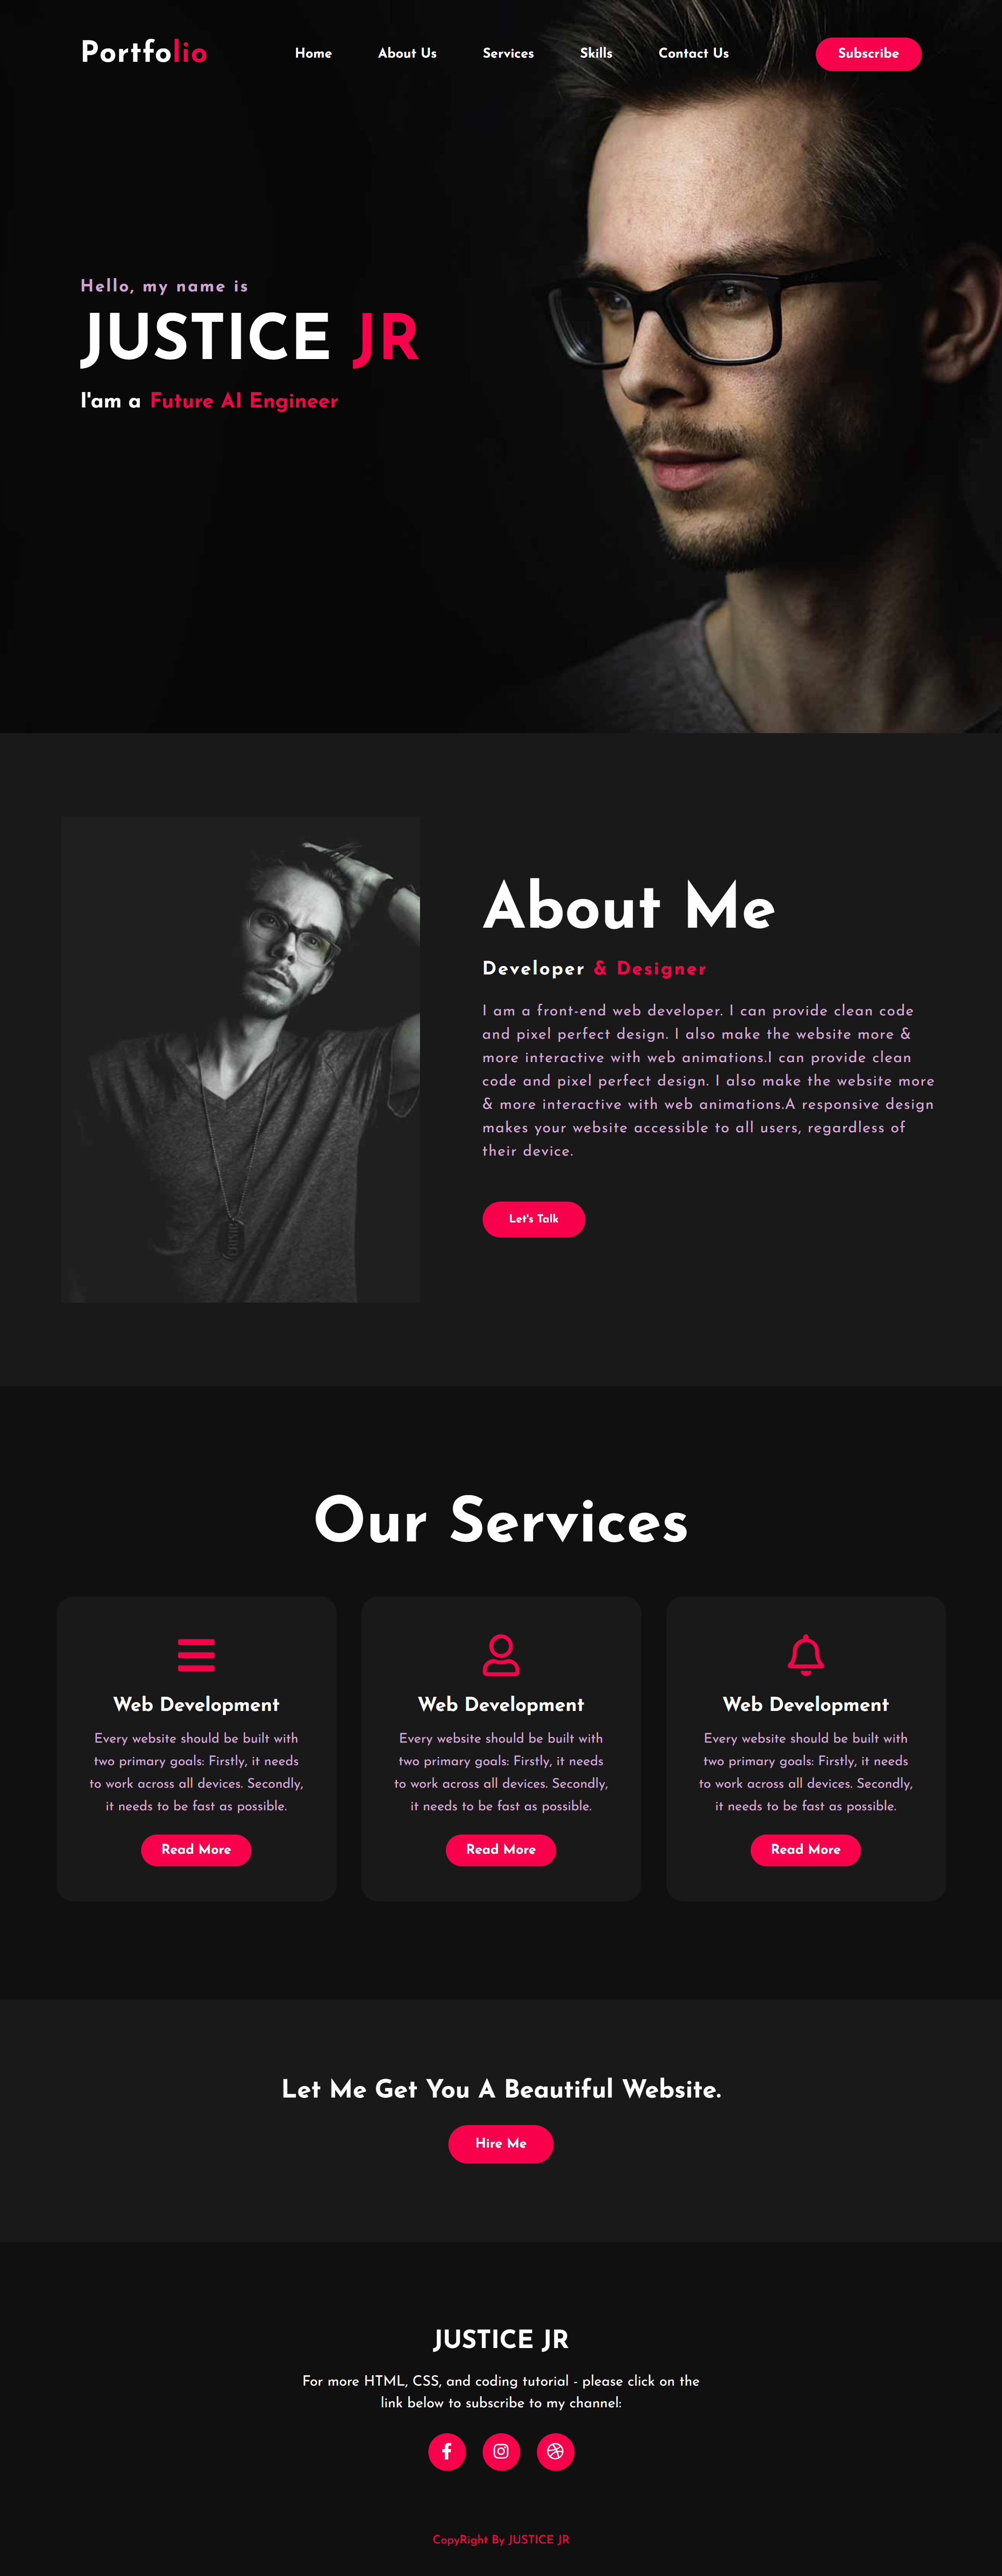 Portfolio
Home
About Us
Services
Skills
Contact Us
Subscribe
Hello, my name is
JUSTICE JR
I'am a Future AI Engineer
About Me
Developer & Designer
I am a front-end web developer. I can provide clean code
and pixel perfect design. I also make the website more &
more interactive with web animations.I can provide clean
code and pixel perfect design. I also make the website more
& more interactive with web animations.A responsive design
makes your website accessible to all users, regardless of
their device.
Let's Talk
Our Services
Web Development
Every website should be built with
two primary goals: Firstly, it needs
to work across all devices. Secondly,
it needs to be fast as possible.
Read More
Web Development
Every website should be built with
two primary goals: Firstly, it needs
to work across all devices. Secondly,
it needs to be fast as possible.
Read More
Web Development
Every website should be built with
two primary goals: Firstly, it needs
to work across all devices. Secondly,
it needs to be fast as possible.
Read More
Let Me Get You A Beautiful Website.
Hire Me
JUSTICE JR
For more HTML, CSS, and coding tutorial - please click on the
link below to subscribe to my channel:
CopyRight By JUSTICE JR